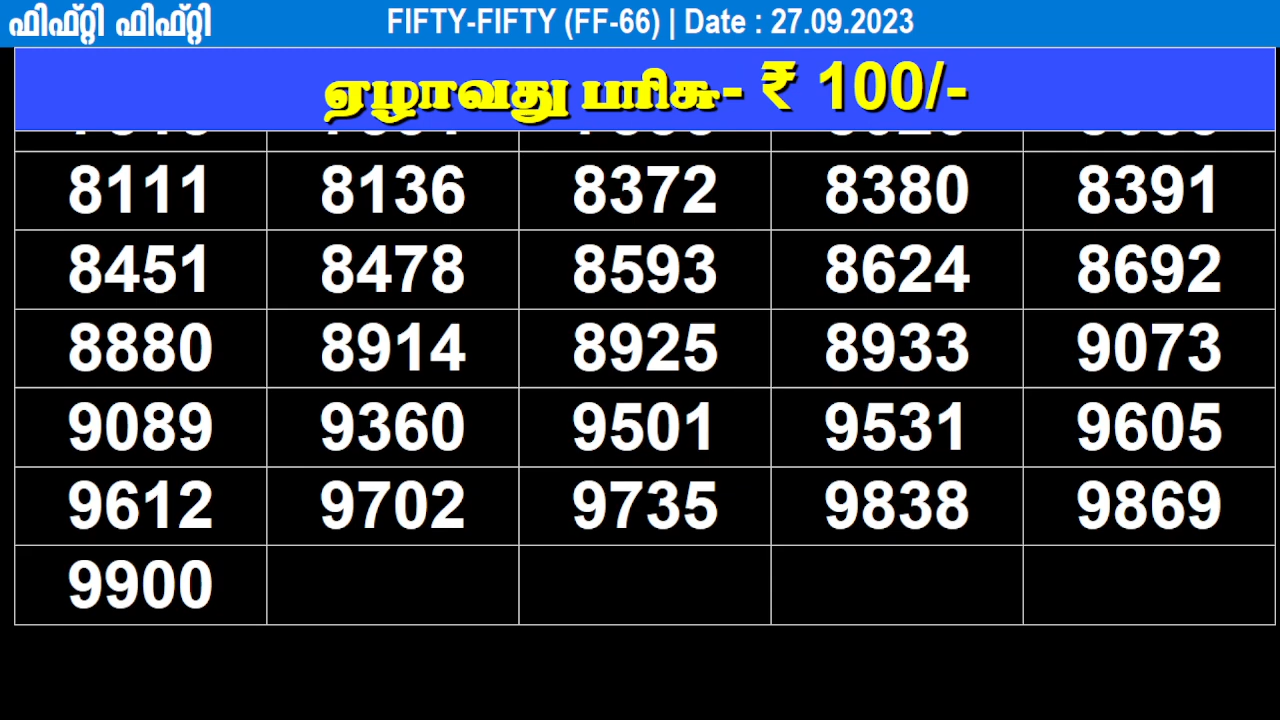 ഫിഫ്റ്റി ഫിഫ്റ്റി FIFTY-FIFTY (FF-66) | Date : 27.09.2023
ஏழாவது பரிசு- ₹ 100/-
8111 8136 8372 8380 8391
8451 8478 8593 8624 8692
8880 8914 8925 8933 9073
9089 9360 9501 9531 9605
9612 9702 9735 9838 9869
9900